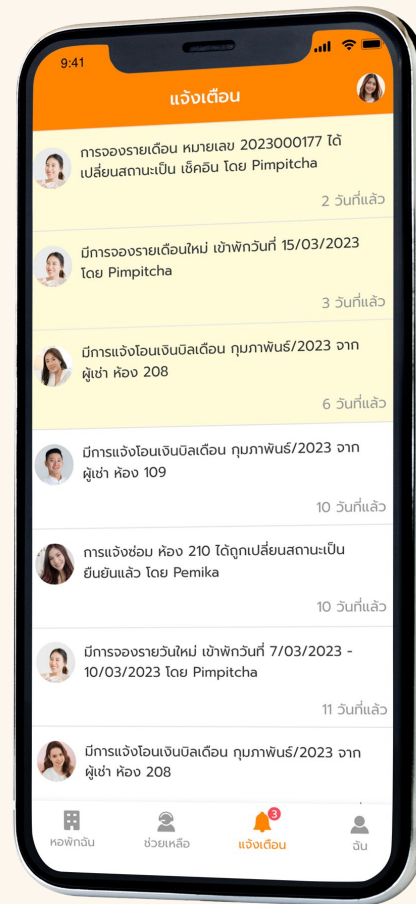 9:41
แจ้งเตือน
การจองรายเดือน หมายเลข 2023000177 ได้
เปลี่ยนสถานะเป็น เช็คอิน โดย Pimpitcha
2 วันที่แล้ว
มีการจองรายเดือนใหม่ เข้าพักวันที่ 15/03/2023
โดย Pimpitcha
3 วันที่แล้ว
มีการแจ้งโอนเงินบิลเดือน กุมภาพันธ์/2023 จาก
ผู้เช่า ห้อง 208
6 วันที่แล้ว
มีการแจ้งโอนเงินบิลเดือน กุมภาพันธ์/2023 จาก
ผู้เช่า ห้อง 109
10 วันที่แล้ว
การแจ้งซ่อม ห้อง 210 ได้ถูกเปลี่ยนสถานะเป็น
ยืนยันแล้ว โดย Pemika
10 วันที่แล้ว
มีการจองรายวันใหม่ เข้าพักวันที่ 7/03/2023 -
10/03/2023 โดย Pimpitcha
11 วันที่แล้ว
มีการแจ้งโอนเงินบิลเดือน กุมภาพันธ์/2023 จาก
ผู้เช่า ห้อง 208
3
หอพักฉัน ช่วยเหลือ แจ้งเตือน ฉัน